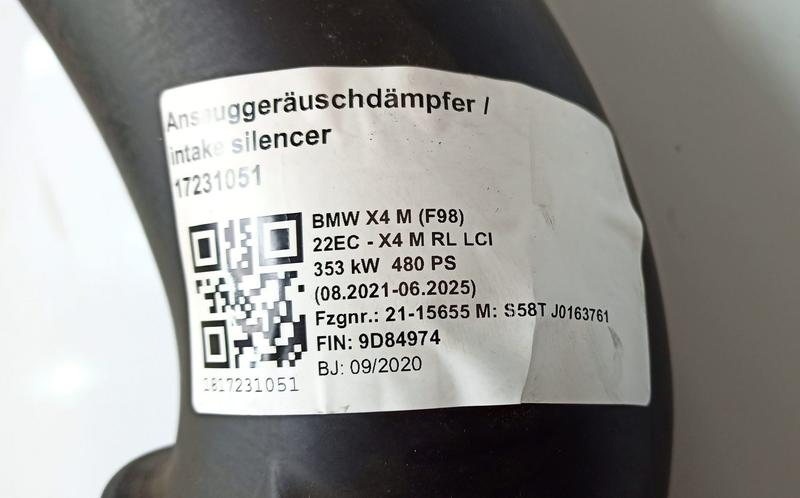 Ansauggeräuschdämpfer /
intake silencer
17231051
BMW X4 M (F98)
22EC - X4 M RL LCI
353 kW 480 PS
(08.2021-06.2025)
Fzgnr.: 21-15655 M: S58T J0163761
FIN: 9D84974
BJ: 09/2020
1817231051